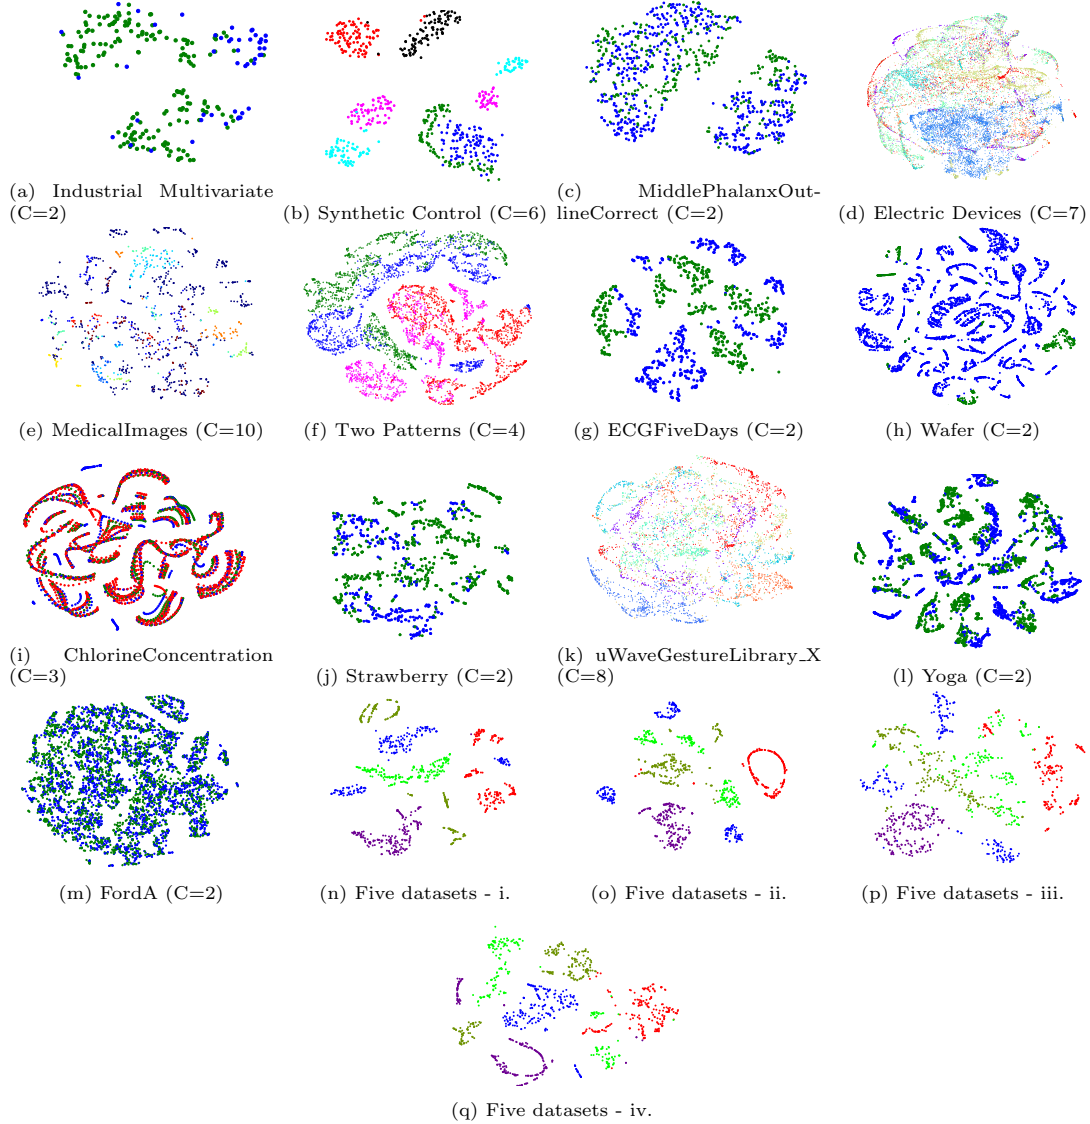 (a) Industrial Multivariate
(C=2)
(b) Synthetic Control (C=6)
(c) MiddlePhalanxOut-
lineCorrect (C=2)
(d) Electric Devices (C=7)
(e) MedicalImages (C=10)
(f) Two Patterns (C=4)
(g) ECGFiveDays (C=2)
(h) Wafer (C=2)
(i) ChlorineConcentration
(C=3)
(j) Strawberry (C=2)
(k) uWaveGestureLibrary_X
(C=8)
(l) Yoga (C=2)
(m) FordA (C=2)
(n) Five datasets - i.
(o) Five datasets - ii.
(p) Five datasets - iii.
(q) Five datasets - iv.